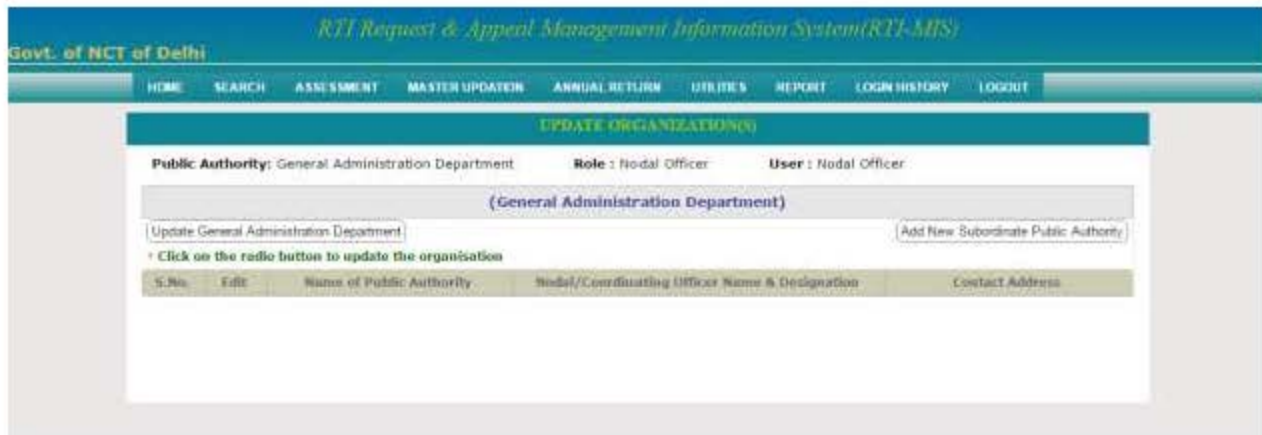 RTI Request & Appeal Management Information System(RTI-MIS)
Govt. of NCT of Delhi
HOME SEARCH ASSESSMENT MASTER UPDATION ANNUAL RETURN UTILITIES REPORT LOGIN HISTORY LOGOUT
UPDATE ORGANIZATION(S)
Public Authority: General Administration Department Role : Nodal Officer User : Nodal Officer
(General Administration Department)
Update General Administration Department Add New Subordinate Public Authority
* Click on the radio button to update the organisation
S.No. Edit Name of Public Authority Nodal/Coordinating Officer Name & Designation Contact Address